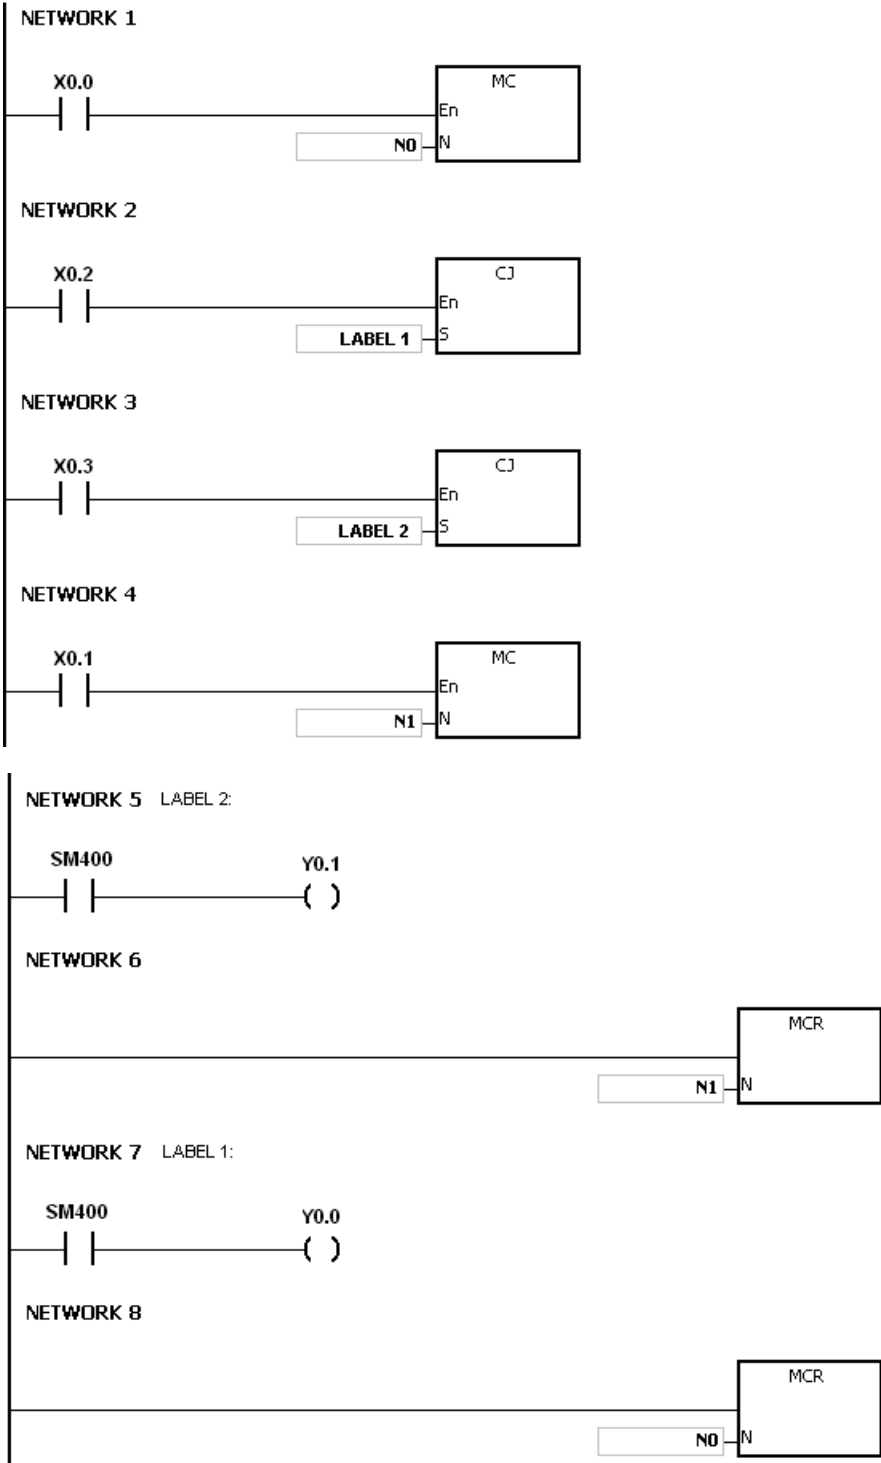 NETWORK 1
X0.0
MC
En
N0 N
NETWORK 2
X0.2
CJ
En
LABEL 1 S
NETWORK 3
X0.3
CJ
En
LABEL 2 S
NETWORK 4
X0.1
MC
En
N1 N
NETWORK 5 LABEL 2:
SM400 Y0.1
NETWORK 6
MCR
N1 N
NETWORK 7 LABEL 1:
SM400 Y0.0
NETWORK 8
MCR
N0 N